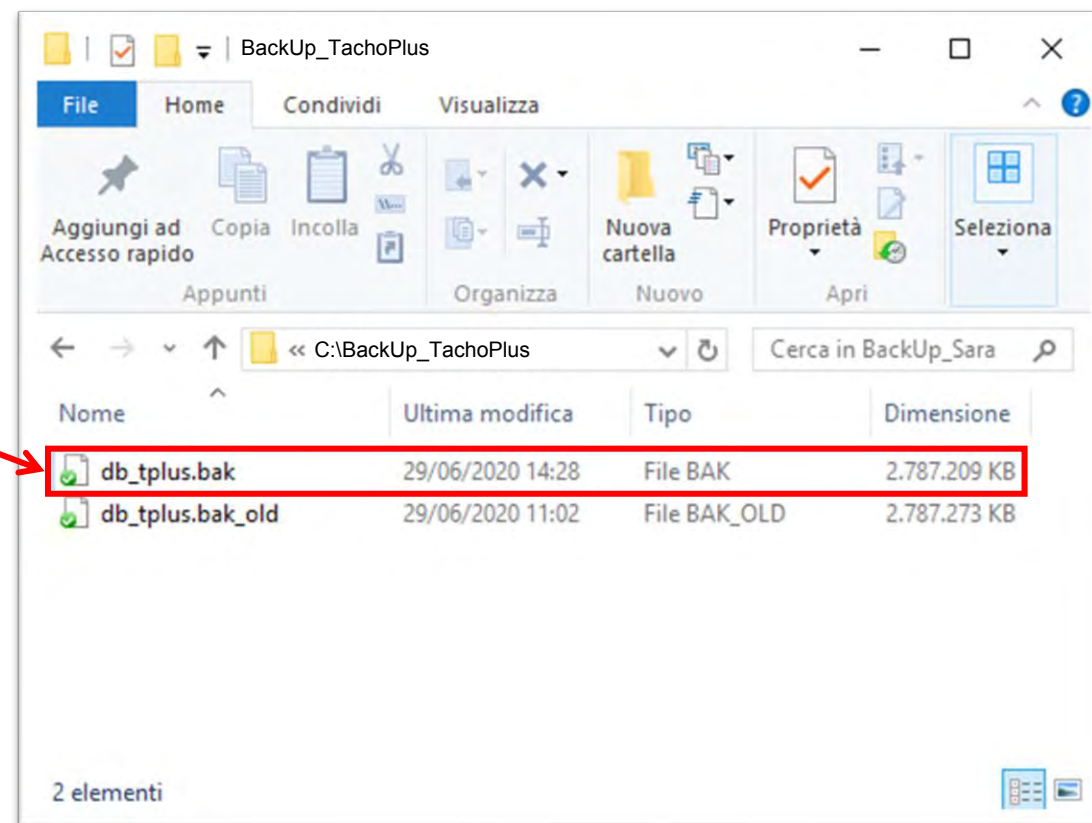 BackUp_TachoPlus
File Home Condividi Visualizza
Aggiungi ad Accesso rapido
Copia Incolla
Nuova cartella
Proprietà
Seleziona
Appunti Organizza Nuovo Apri
« C:\BackUp_TachoPlus Cerca in BackUp_Sara
Nome Ultima modifica Tipo Dimensione
db_tplus.bak 29/06/2020 14:28 File BAK 2.787.209 KB
db_tplus.bak_old 29/06/2020 11:02 File BAK_OLD 2.787.273 KB
2 elementi